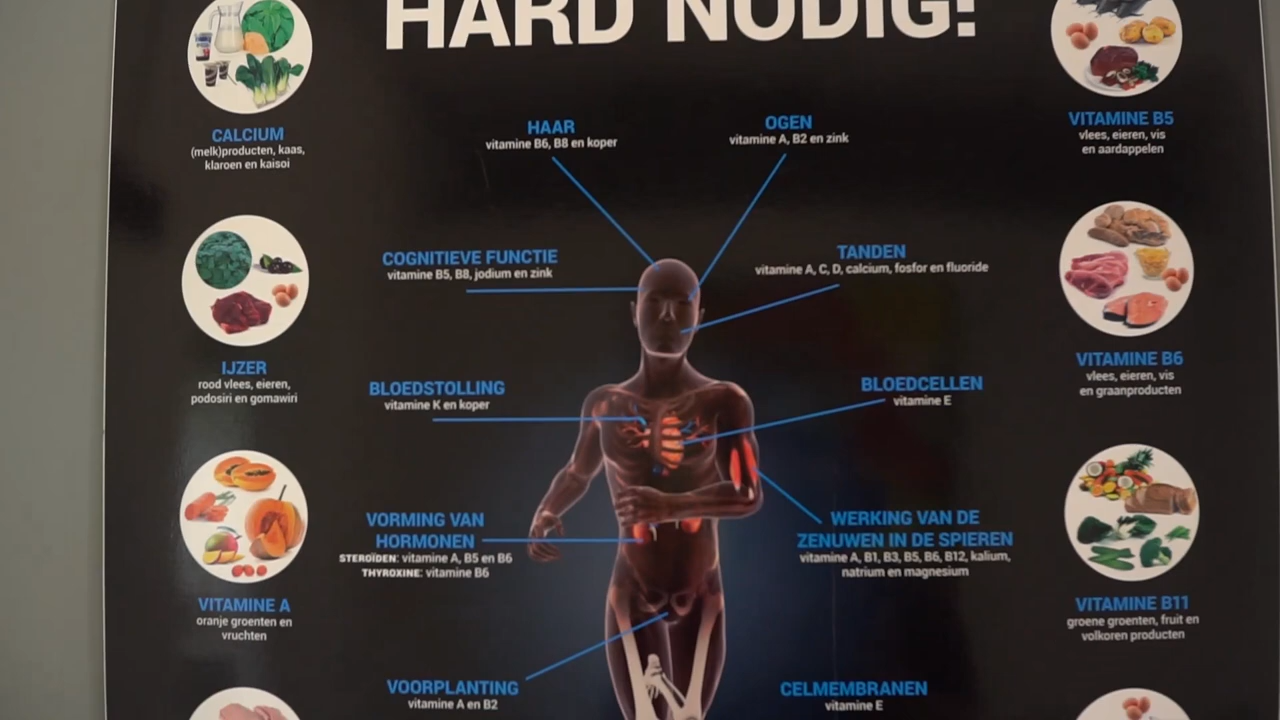 HARD NODIG!
CALCIUM
(melk)producten, kaas,
klaroen en kaisoi
IJZER
rood vlees, eieren,
podosiri en gomawiri
VITAMINE A
oranje groenten en
vruchten
HAAR
vitamine B6, B8 en koper
OGEN
vitamine A, B2 en zink
COGNITIEVE FUNCTIE
vitamine B5, B8, jodium en zink
TANDEN
vitamine A, C, D, calcium, fosfor en fluoride
BLOEDSTOLLING
vitamine K en koper
BLOEDCELLEN
vitamine E
VORMING VAN
HORMONEN
STEROÏDEN: vitamine A, B5 en B6
THYROXINE: vitamine B6
WERKING VAN DE
ZENUWEN IN DE SPIEREN
vitamine A, B1, B3, B5, B6, B12, kalium,
natrium en magnesium
VOORPLANTING
vitamine A en B2
CELMEMBRANEN
vitamine E
VITAMINE B5
vlees, eieren, vis
en aardappelen
VITAMINE B6
vlees, eieren, vis
en graanproducten
VITAMINE B11
groene groenten, fruit en
volkoren producten